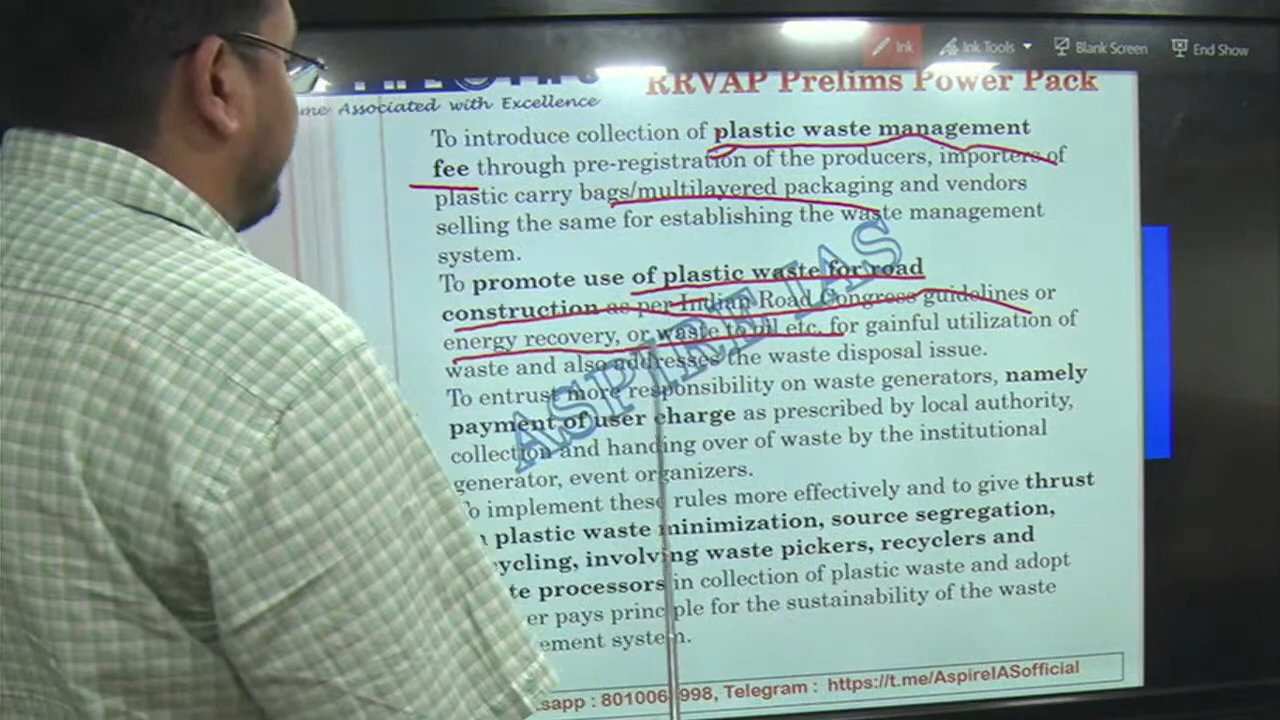 Ink
Ink Tools
Blank Screen
End Show
RRVAP Prelims Power Pack
Associated with Excellence
To introduce collection of plastic waste management
fee through pre-registration of the producers, importers of
plastic carry bags/multilayered packaging and vendors
selling the same for establishing the waste management
system.
To promote use of plastic waste for road
construction as per Indian Road Congress guidelines or
energy recovery, or waste to oil etc. for gainful utilization of
waste and also addresses the waste disposal issue.
To entrust more responsibility on waste generators, namely
payment of user charge as prescribed by local authority,
collection and handing over of waste by the institutional
generator, event organizers.
To implement these rules more effectively and to give thrust
plastic waste minimization, source segregation,
involving waste pickers, recyclers and
processors in collection of plastic waste and adopt
pays principle for the sustainability of the waste
system.
ASPIRE IAS
Telegram : https://t.me/AspireIASofficial